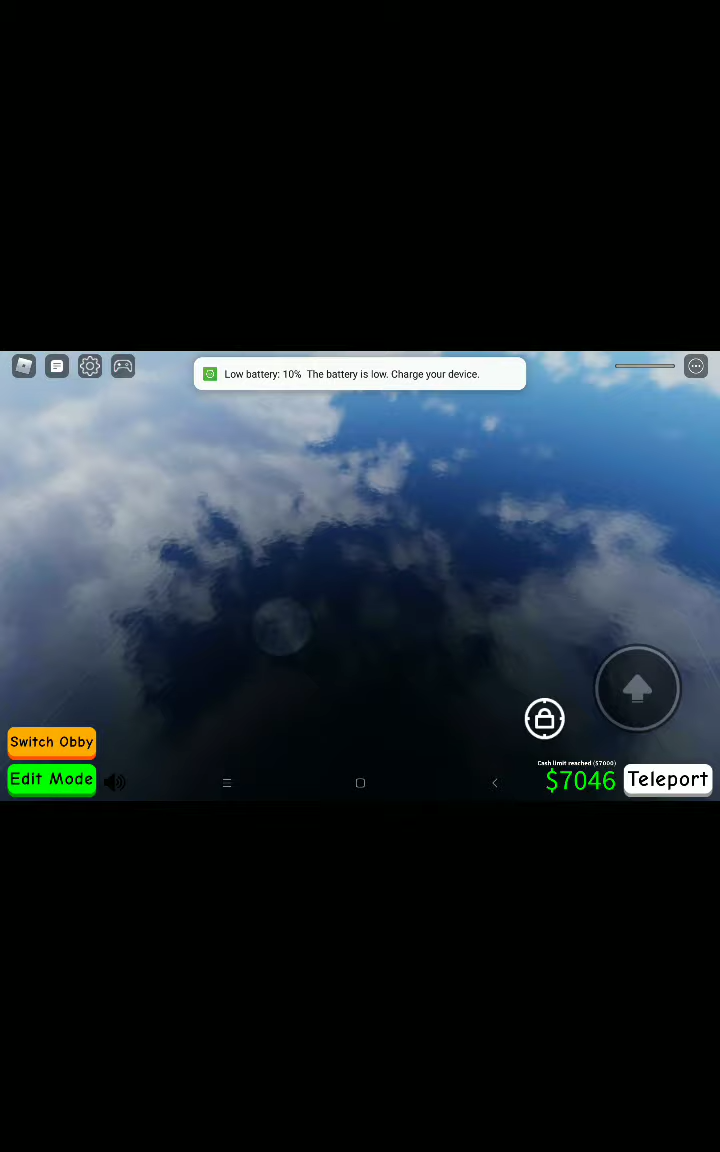 Low battery: 10% The battery is low. Charge your device.
Switch Obby
Edit Mode
Cash limit reached ($7000)
$7046
Teleport